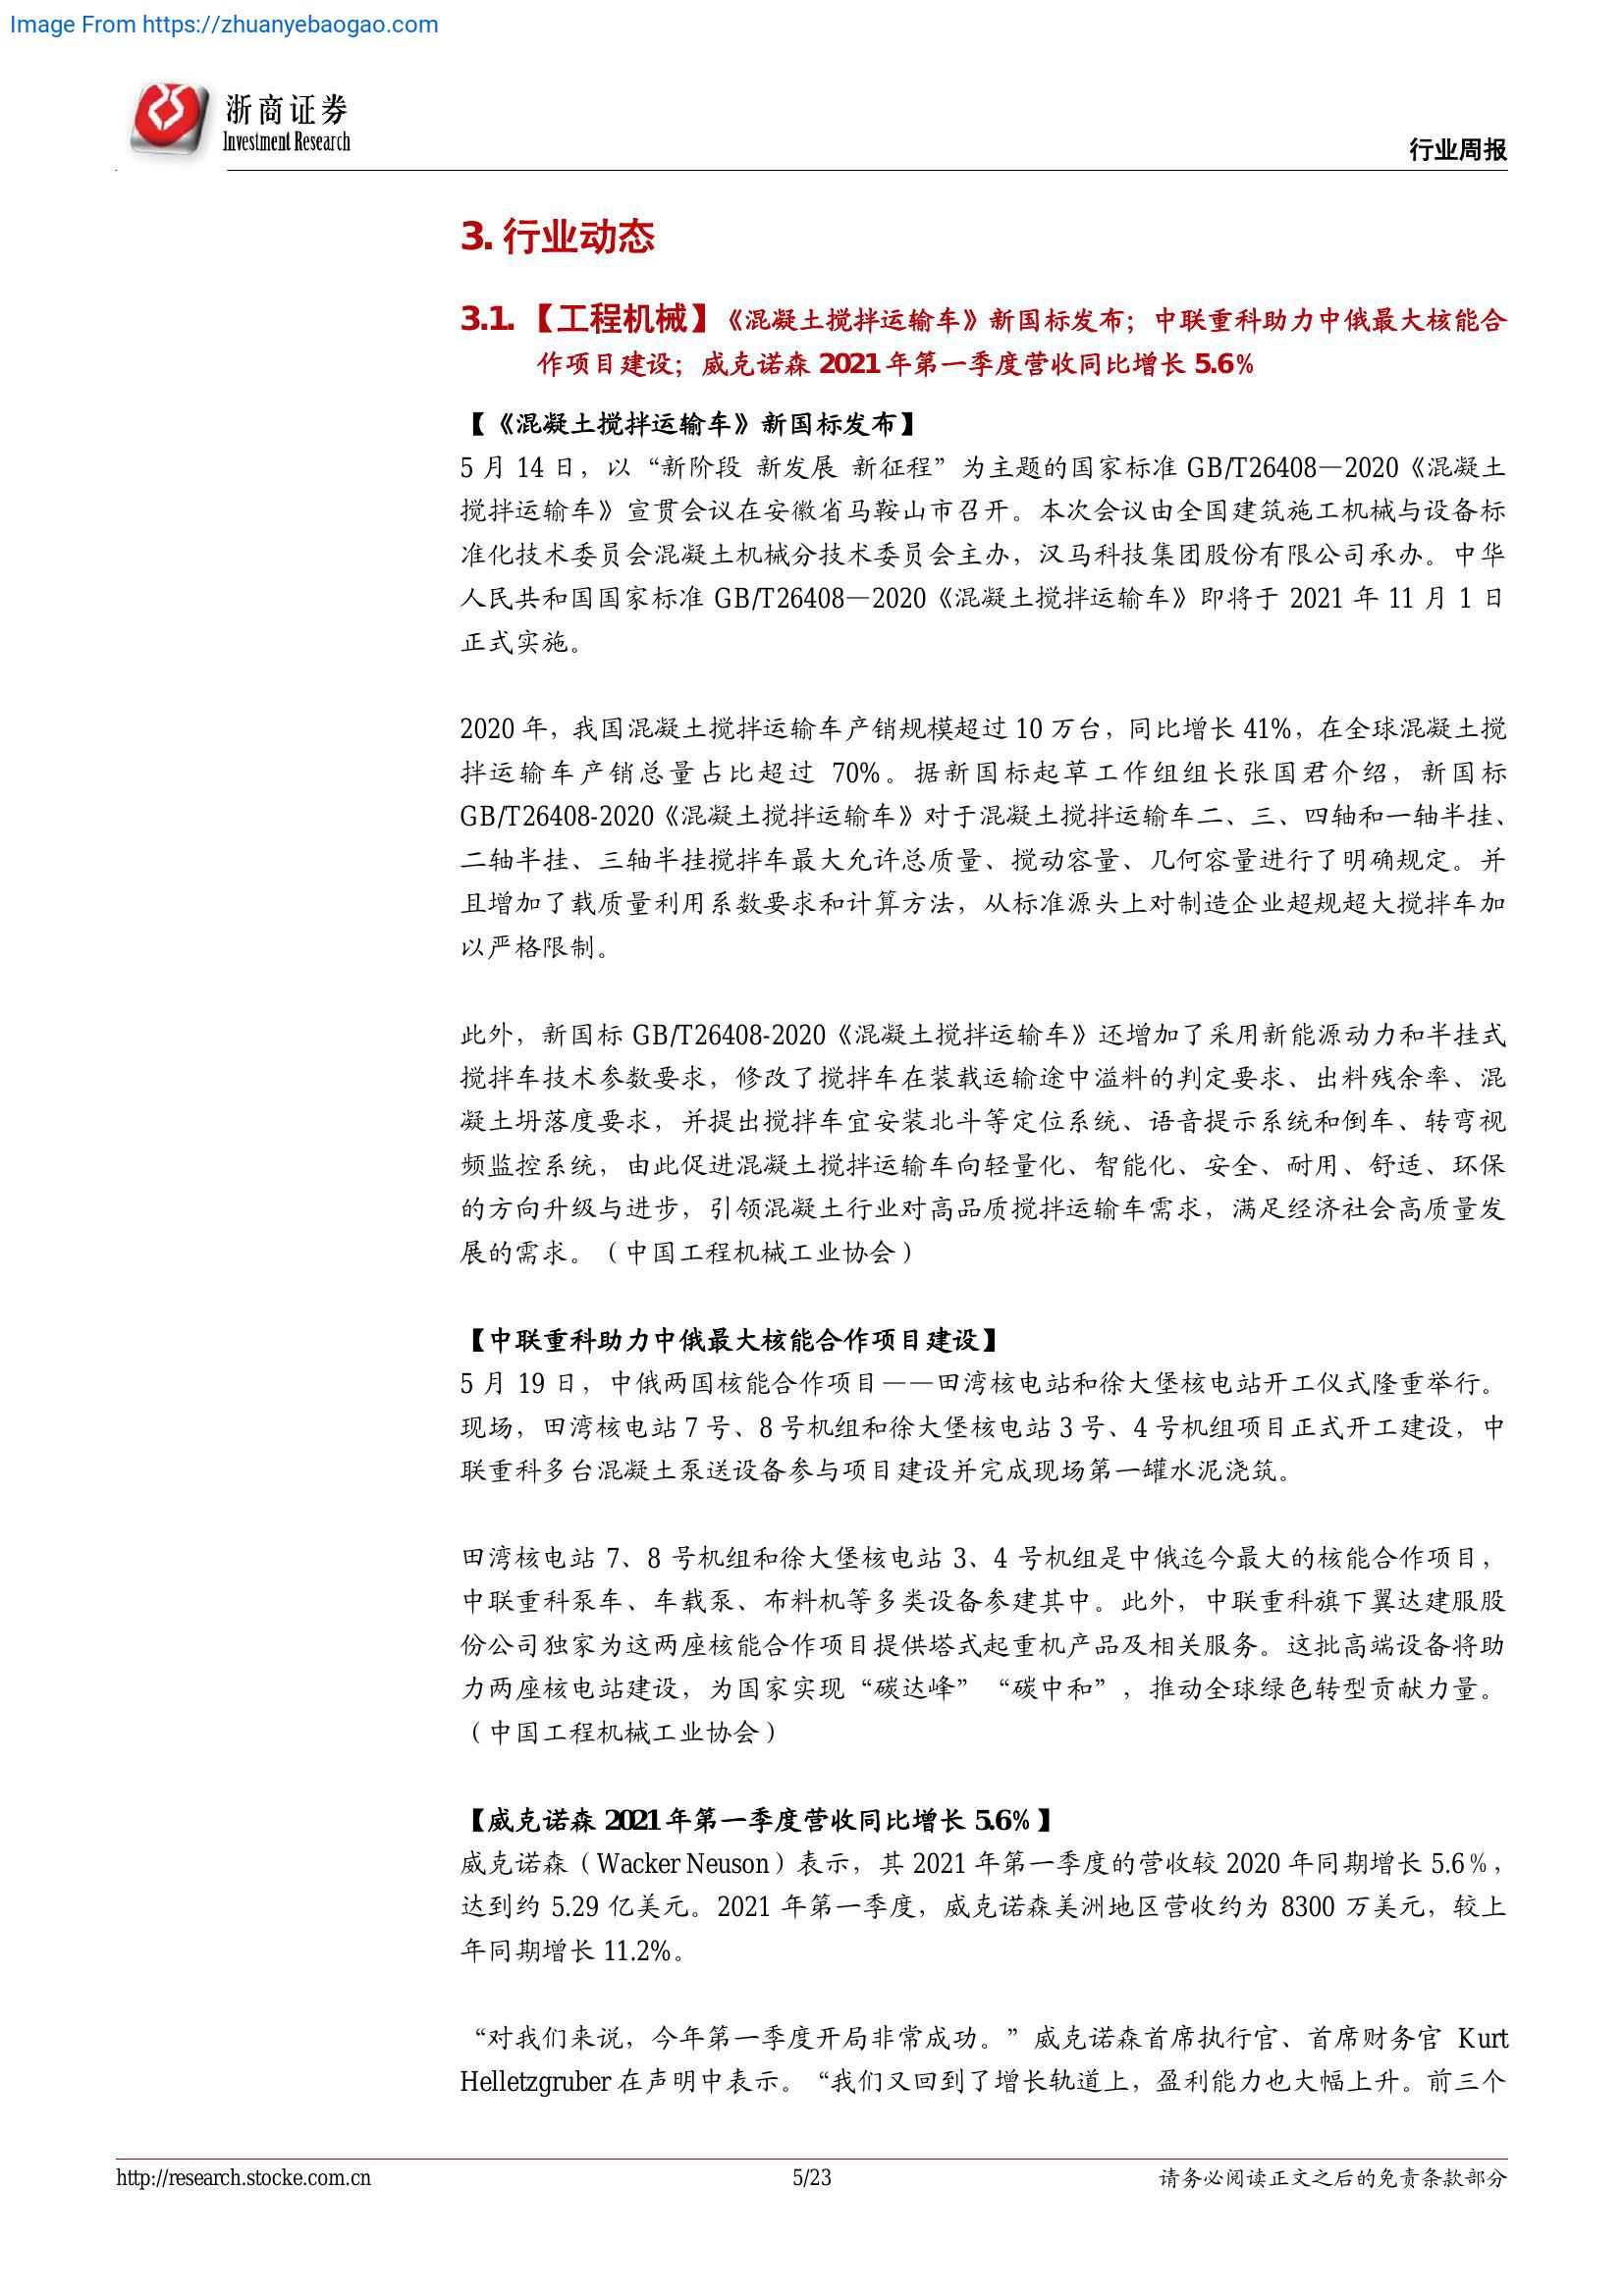 Image From https://zhuanyebaogao.com
浙商证券
Investment Research
行业周报
3. 行业动态
3.1. 【工程机械】《混凝土搅拌运输车》新国标发布；中联重科助力中俄最大核能合
作项目建设；威克诺森 2021 年第一季度营收同比增长 5.6%
【《混凝土搅拌运输车》新国标发布】
5 月 14 日，以“新阶段 新发展 新征程”为主题的国家标准 GB/T26408—2020《混凝土
搅拌运输车》宣贯会议在安徽省马鞍山市召开。本次会议由全国建筑施工机械与设备标
准化技术委员会混凝土机械分技术委员会主办，汉马科技集团股份有限公司承办。中华
人民共和国国家标准 GB/T26408—2020《混凝土搅拌运输车》即将于 2021 年 11 月 1 日
正式实施。
2020 年，我国混凝土搅拌运输车产销规模超过 10 万台，同比增长 41%，在全球混凝土搅
拌运输车产销总量占比超过 70%。据新国标起草工作组组长张国君介绍，新国标
GB/T26408-2020《混凝土搅拌运输车》对于混凝土搅拌运输车二、三、四轴和一轴半挂、
二轴半挂、三轴半挂搅拌车最大允许总质量、搅动容量、几何容量进行了明确规定。并
且增加了载质量利用系数要求和计算方法，从标准源头上对制造企业超规超大搅拌车加
以严格限制。
此外，新国标 GB/T26408-2020《混凝土搅拌运输车》还增加了采用新能源动力和半挂式
搅拌车技术参数要求，修改了搅拌车在装载运输途中溢料的判定要求、出料残余率、混
凝土坍落度要求，并提出搅拌车宜安装北斗等定位系统、语音提示系统和倒车、转弯视
频监控系统，由此促进混凝土搅拌运输车向轻量化、智能化、安全、耐用、舒适、环保
的方向升级与进步，引领混凝土行业对高品质搅拌运输车需求，满足经济社会高质量发
展的需求。（中国工程机械工业协会）
【中联重科助力中俄最大核能合作项目建设】
5 月 19 日，中俄两国核能合作项目——田湾核电站和徐大堡核电站开工仪式隆重举行。
现场，田湾核电站 7 号、8 号机组和徐大堡核电站 3 号、4 号机组项目正式开工建设，中
联重科多台混凝土泵送设备参与项目建设并完成现场第一罐水泥浇筑。
田湾核电站 7、8 号机组和徐大堡核电站 3、4 号机组是中俄迄今最大的核能合作项目，
中联重科泵车、车载泵、布料机等多类设备参建其中。此外，中联重科旗下翼达建服股
份公司独家为这两座核能合作项目提供塔式起重机产品及相关服务。这批高端设备将助
力两座核电站建设，为国家实现“碳达峰”“碳中和”，推动全球绿色转型贡献力量。
（中国工程机械工业协会）
【威克诺森 2021 年第一季度营收同比增长 5.6%】
威克诺森（Wacker Neuson）表示，其 2021 年第一季度的营收较 2020 年同期增长 5.6%，
达到约 5.29 亿美元。2021 年第一季度，威克诺森美洲地区营收约为 8300 万美元，较上
年同期增长 11.2%。
“对我们来说，今年第一季度开局非常成功。”威克诺森首席执行官、首席财务官 Kurt
Helletzgruber 在声明中表示。“我们又回到了增长轨道上，盈利能力也大幅上升。前三个
http://research.stocke.com.cn
5/23
请务必阅读正文之后的免责条款部分